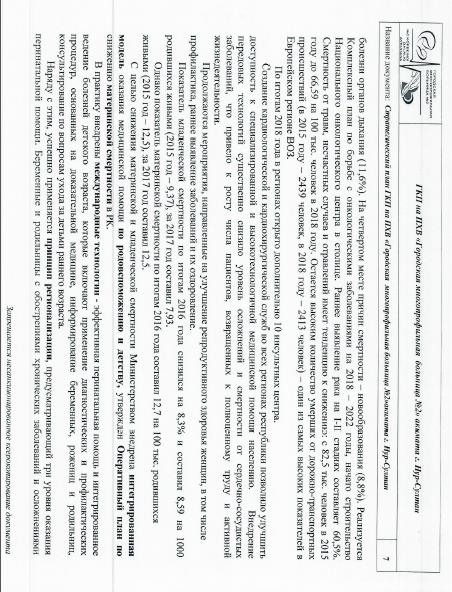 ГОРОДСКАЯ
МНОГОПРОФИЛЬНАЯ
БОЛЬНИЦА №2
ГКП на ПХВ «Городская многопрофильная больница №2» акимата г. Нур-Султан
Название документа: Стратегический план ГКП на ПХВ «Городская многопрофильная больница №2»акимата г. Нур-Султан
7
болезни органов дыхания (11,6%). На четвертом месте причин смертности – новообразования (8,8%). Реализуется
Комплексный план по борьбе с онкологическими заболеваниями на 2018 – 2022 годы, начато строительство
Национального онкологического центра в столице. Раннее выявление рака на I-II стадиях составляет 60,5%.
Смертность от травм, несчастных случаев и отравлений имеет тенденцию к снижению: с 82,5 тыс. человек в 2015
году до 66,59 на 100 тыс. человек в 2018 году. Остается высоким количество умерших от дорожно-транспортных
происшествий (в 2015 году – 2439 человек, в 2018 году – 2413 человек) – один из самых высоких показателей в
Европейском регионе ВОЗ.
По итогам 2018 года в регионах открыто дополнительно 10 инсультных центра.
Создание кардиологической и кардиохирургической служб во всех регионах республики позволило улучшить
доступность к специализированной и высокотехнологичной медицинской помощи населению. Внедрение
передовых технологий существенно снизило уровень осложнений и смертности от сердечно-сосудистых
заболеваний, что привело к росту числа пациентов, возвращенных к полноценному труду и активной
жизнедеятельности.
Продолжаются мероприятия, направленные на улучшение репродуктивного здоровья женщин, в том числе
профилактика, раннее выявление заболеваний и их оздоровление.
Показатель младенческой смертности по итогам 2016 года снизился на 8,3% и составил 8,59 на 1000
родившихся живыми (2015 год – 9,37), за 2017 год составил 7,93.
Однако показатель материнской смертности по итогам 2016 года составил 12,7 на 100 тыс. родившихся
живыми (2015 год – 12,5), за 2017 год составил 12,5.
С целью снижения материнской и младенческой смертности Министерством внедрена интегрированная
модель оказания медицинской помощи по родовспоможению и детству, утвержден Оперативный план по
снижению материнской смертности в РК.
В практику внедрены международные технологии - эффективная перинатальная помощь и интегрированное
ведение болезней детского возраста, которые включают применение диагностических и профилактических
процедур, основанных на доказательной медицине, информирование беременных, рожениц и родильниц,
консультирование по вопросам ухода за детьми раннего возраста.
Наряду с этим, успешно применяется принцип регионализации, предусматривающий три уровня оказания
перинатальной помощи. Беременные и родильницы с обострениями хронических заболеваний и осложнениями
Запрещается несанкционированное ксерокопирование документа